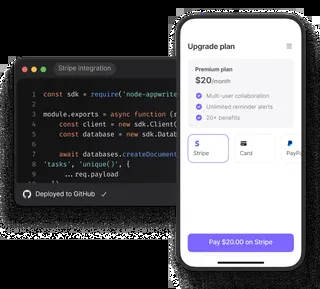 Stripe integration
1 const sdk = require('node-appwrite
2
3 module.exports = async function (r
4 const client = new sdk.Client(
5 const database = new sdk.Datab
6
7 await databases.createDocument
8 'tasks', 'unique()', {
9 ...req.payload
Deployed to GitHub
Upgrade plan
Premium plan
$20/month
Multi-user collaboration
Unlimited reminder alerts
20+ benefits
S
Stripe
Card
PayPa
Pay $20.00 on Stripe